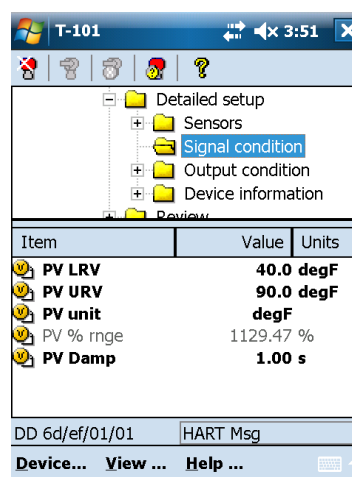 T-101 3:51
Detailed setup
Sensors
Signal condition
Output condition
Device informa
Review
Item Value Units
PV LRV 40.0 degF
PV URV 90.0 degF
PV unit degF
PV % rnge 1129.47 %
PV Damp 1.00 s
DD 6d/ef/01/01 HART Msg
Device... View ... Help ...